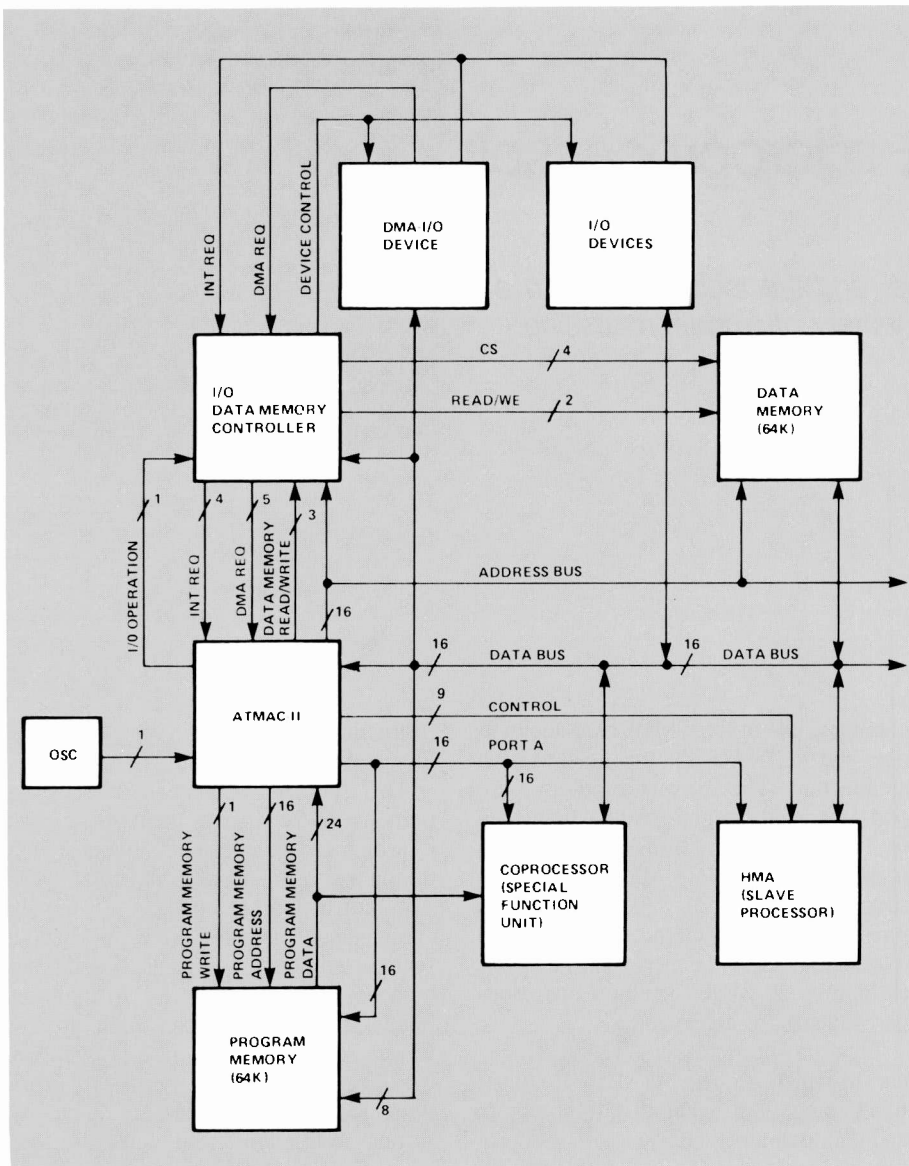 INT REQ
DMA REQ
DEVICE CONTROL
DMA I/O
DEVICE
I/O
DEVICES
I/O
DATA MEMORY
CONTROLLER
CS
4
READ/WE
2
DATA
MEMORY
(64K)
I/O OPERATION
1
INT REQ
4
DMA REQ
5
DATA MEMORY
READ/WRITE
3
16
ADDRESS BUS
16
DATA BUS
16
DATA BUS
ATMAC II
9
CONTROL
16
PORT A
16
OSC
1
PROGRAM MEMORY
WRITE
1
PROGRAM MEMORY
ADDRESS
16
PROGRAM MEMORY
DATA
24
COPROCESSOR
(SPECIAL
FUNCTION
UNIT)
HMA
(SLAVE
PROCESSOR)
16
PROGRAM
MEMORY
(64K)
8